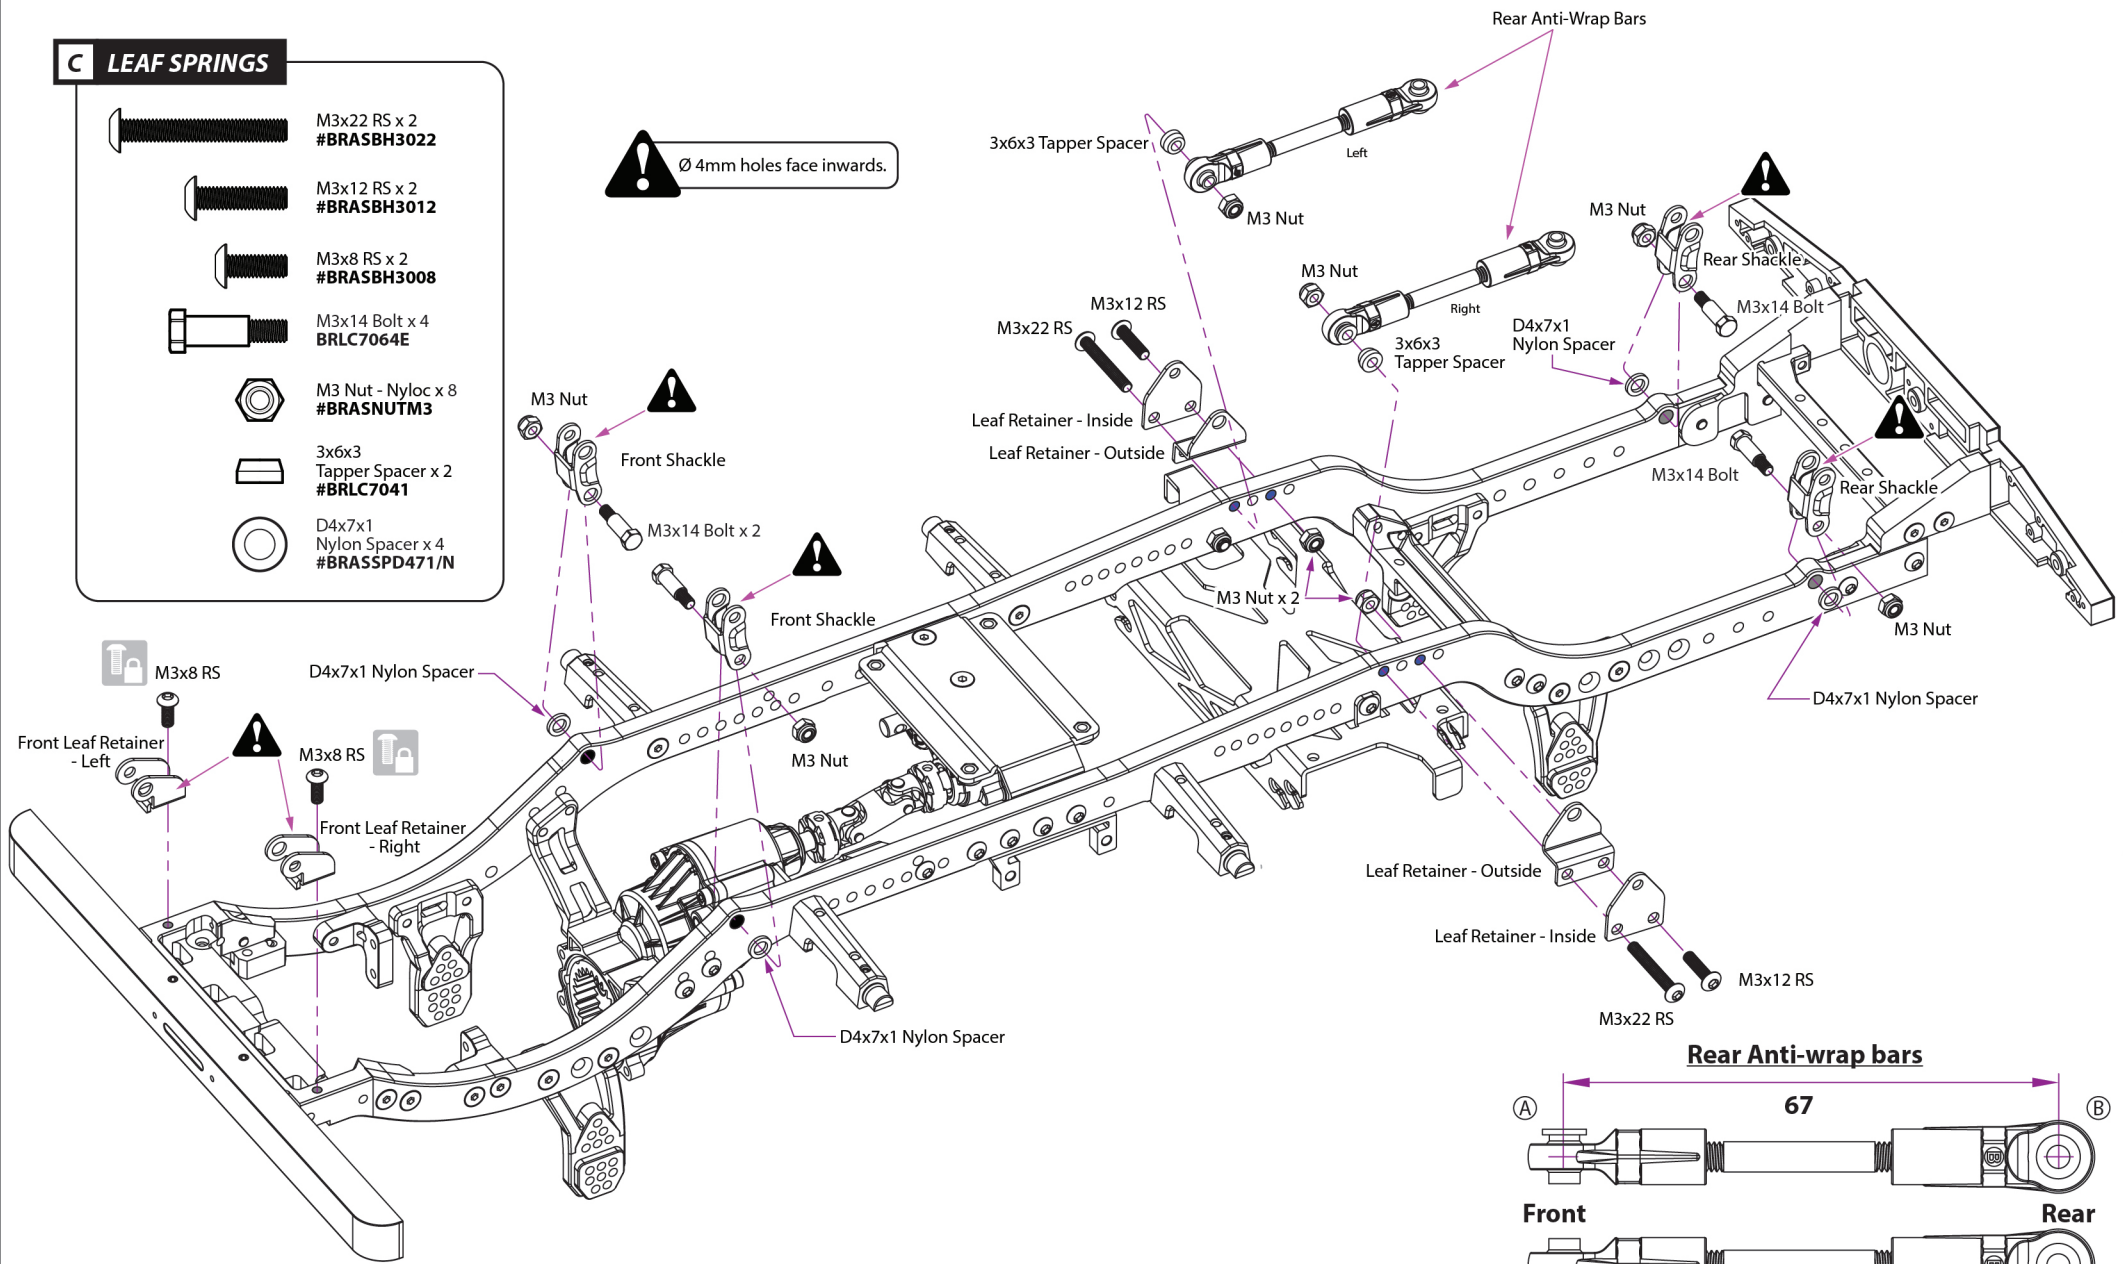 C LEAF SPRINGS
M3x22 RS x 2
#BRASBH3022
M3x12 RS x 2
#BRASBH3012
M3x8 RS x 2
#BRASBH3008
M3x14 Bolt x 4
BRLC7064E
M3 Nut - Nyloc x 8
#BRASNUTM3
3x6x3
Tapper Spacer x 2
#BRLC7041
D4x7x1
Nylon Spacer x 4
#BRASSPD471/N
Ø 4mm holes face inwards.
Rear Anti-Wrap Bars
3x6x3 Tapper Spacer
Left
M3 Nut
M3 Nut
Right
3x6x3
Tapper Spacer
M3 Nut
Rear Shackle
M3x14 Bolt
D4x7x1
Nylon Spacer
M3x12 RS
M3x22 RS
Leaf Retainer - Inside
Leaf Retainer - Outside
M3 Nut
Front Shackle
M3x14 Bolt x 2
Front Shackle
M3x14 Bolt
Rear Shackle
M3 Nut x 2
M3 Nut
D4x7x1 Nylon Spacer
D4x7x1 Nylon Spacer
M3 Nut
M3x8 RS
Front Leaf Retainer
- Left
M3x8 RS
Front Leaf Retainer
- Right
Leaf Retainer - Outside
Leaf Retainer - Inside
M3x12 RS
M3x22 RS
D4x7x1 Nylon Spacer
Rear Anti-wrap bars
A
67
B
B
Front
Rear